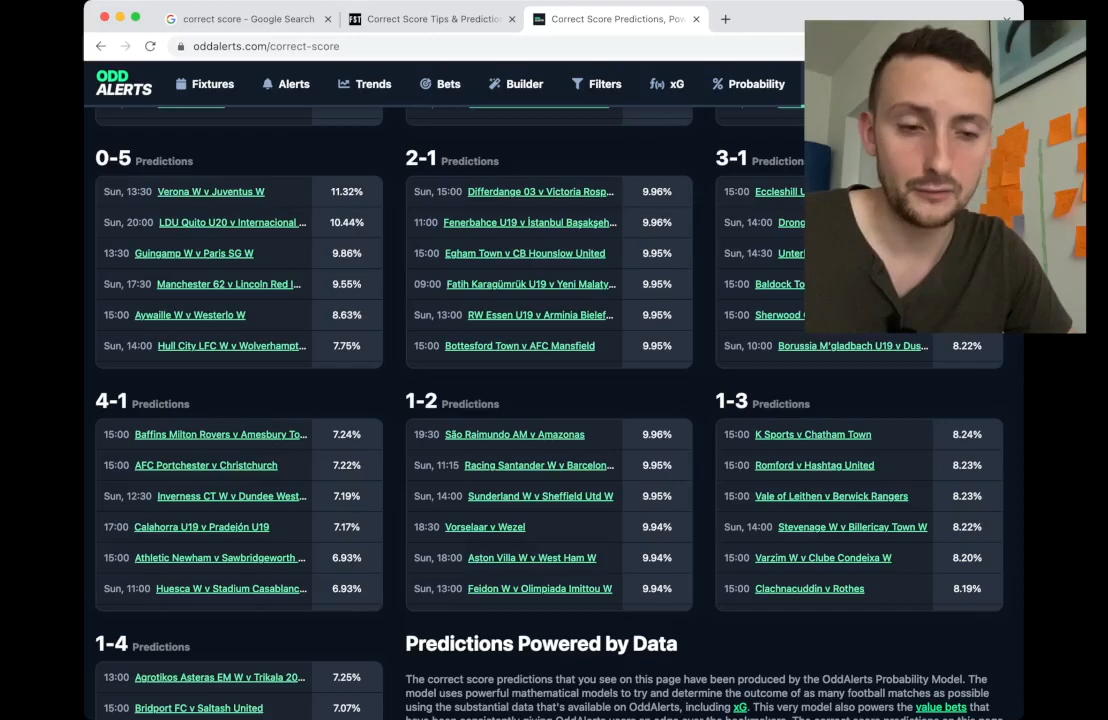 correct score - Google Search
Correct Score Tips & Predictio
Correct Score Predictions, Pow
oddalerts.com/correct-score
ODD
ALERTS
Fixtures
Alerts
Trends
Bets
Builder
Filters
f(x) xG
% Probability
0-5 Predictions
Sun, 13:30 Verona W v Juventus W 11.32%
Sun, 20:00 LDU Quito U20 v Internacional ... 10.44%
13:30 Guingamp W v Paris SG W 9.86%
Sun, 17:30 Manchester 62 v Lincoln Red I... 9.55%
15:00 Aywaille W v Westerlo W 8.63%
Sun, 14:00 Hull City LFC W v Wolverhampt... 7.75%
2-1 Predictions
Sun, 15:00 Differdange 03 v Victoria Rosp... 9.96%
11:00 Fenerbahce U19 v İstanbul Başakşeh... 9.96%
15:00 Egham Town v CB Hounslow United 9.95%
09:00 Fatih Karagümrük U19 v Yeni Malaty... 9.95%
Sun, 13:00 RW Essen U19 v Arminia Bielef... 9.95%
15:00 Bottesford Town v AFC Mansfield 9.95%
3-1 Prediction
15:00 Eccleshill U
Sun, 14:00 Drong
Sun, 14:30 Unter
15:00 Baldock To
15:00 Sherwood
Sun, 10:00 Borussia M'gladbach U19 v Dus... 8.22%
4-1 Predictions
15:00 Baffins Milton Rovers v Amesbury To... 7.24%
15:00 AFC Portchester v Christchurch 7.22%
Sun, 12:30 Inverness CT W v Dundee West... 7.19%
17:00 Calahorra U19 v Pradejón U19 7.17%
15:00 Athletic Newham v Sawbridgeworth ... 6.93%
Sun, 11:00 Huesca W v Stadium Casablanc... 6.93%
1-2 Predictions
19:30 São Raimundo AM v Amazonas 9.96%
Sun, 11:15 Racing Santander W v Barcelon... 9.95%
Sun, 14:00 Sunderland W v Sheffield Utd W 9.95%
18:30 Vorselaar v Wezel 9.94%
Sun, 18:00 Aston Villa W v West Ham W 9.94%
Sun, 13:00 Feidon W v Olimpiada Imittou W 9.94%
1-3 Predictions
15:00 K Sports v Chatham Town 8.24%
15:00 Romford v Hashtag United 8.23%
15:00 Vale of Leithen v Berwick Rangers 8.23%
Sun, 14:00 Stevenage W v Billericay Town W 8.22%
15:00 Varzim W v Clube Condeixa W 8.20%
15:00 Clachnacuddin v Rothes 8.19%
1-4 Predictions
13:00 Agrotikos Asteras EM W v Trikala 20... 7.25%
15:00 Bridport FC v Saltash United 7.07%
Predictions Powered by Data
The correct score predictions that you see on this page have been produced by the OddAlerts Probability Model. The
model uses powerful mathematical models to try and determine the outcome of as many football matches as possible
using the substantial data that's available on OddAlerts, including xG. This very model also powers the value bets that